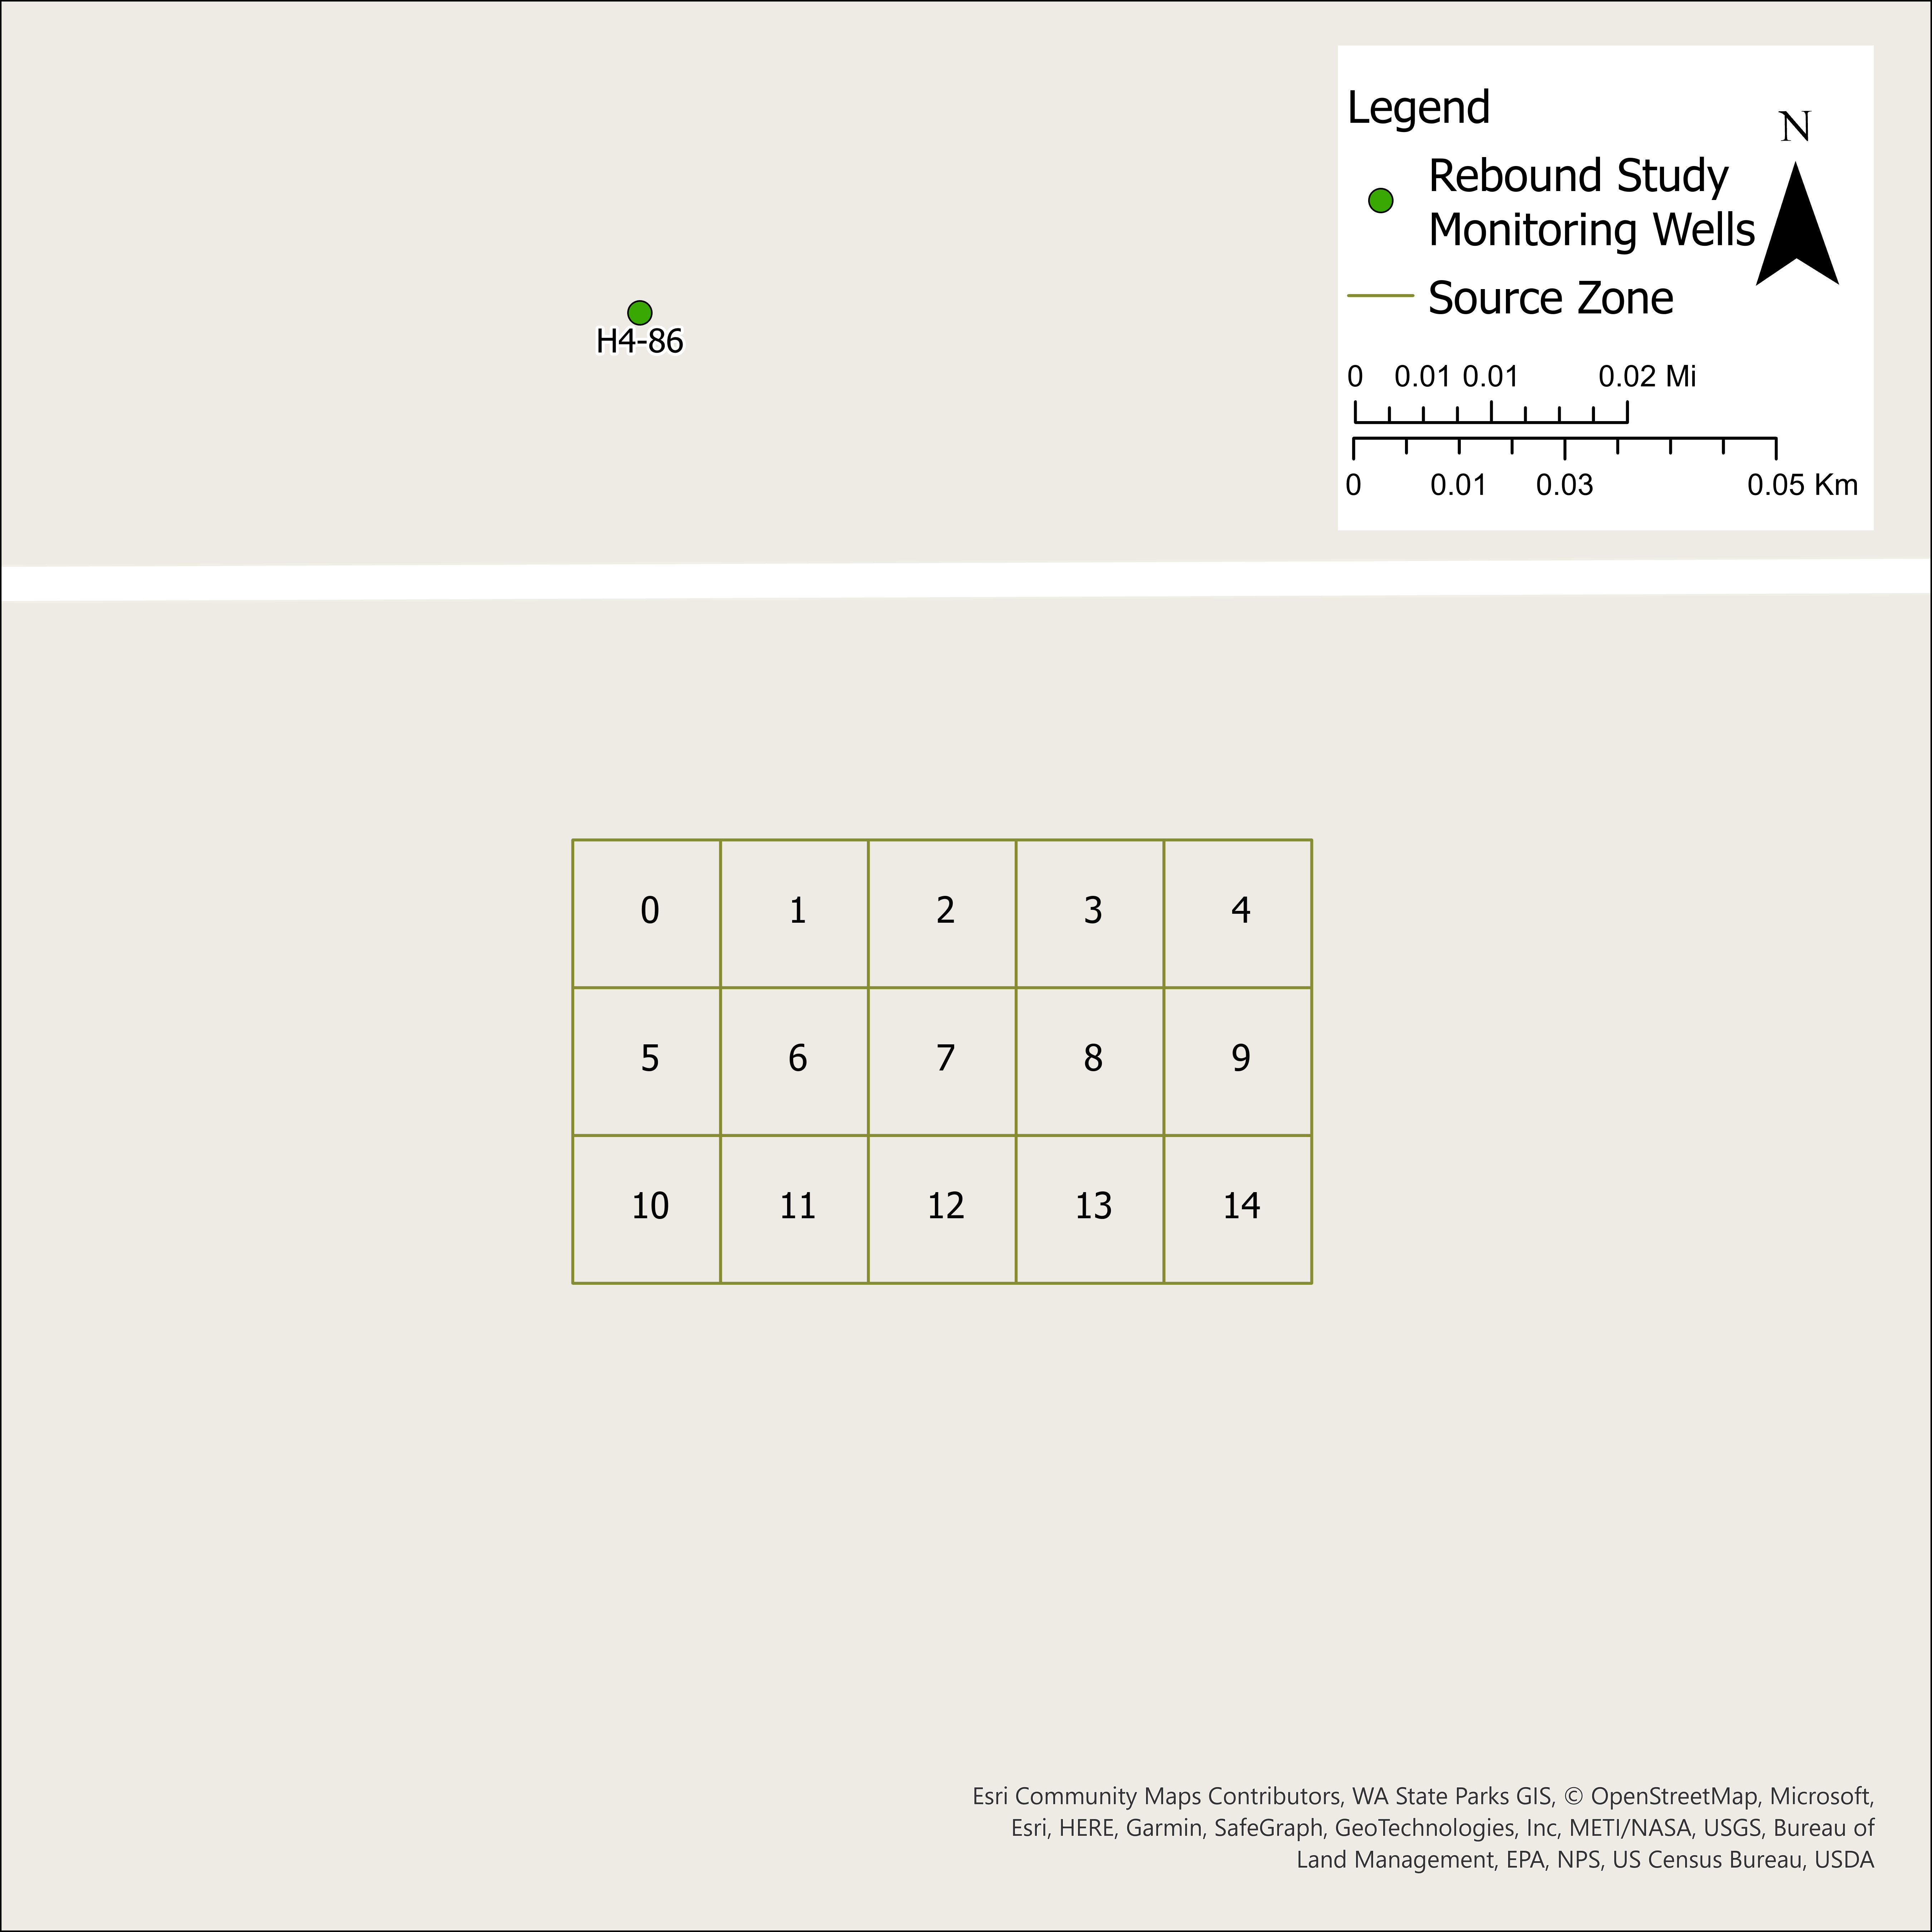 Legend
N
Rebound Study
Monitoring Wells
Source Zone
0 0.01 0.01 0.02 Mi
0 0.01 0.03 0.05 Km
H4-86
0 1 2 3 4
5 6 7 8 9
10 11 12 13 14
Esri Community Maps Contributors, WA State Parks GIS, © OpenStreetMap, Microsoft,
Esri, HERE, Garmin, SafeGraph, GeoTechnologies, Inc, METI/NASA, USGS, Bureau of
Land Management, EPA, NPS, US Census Bureau, USDA